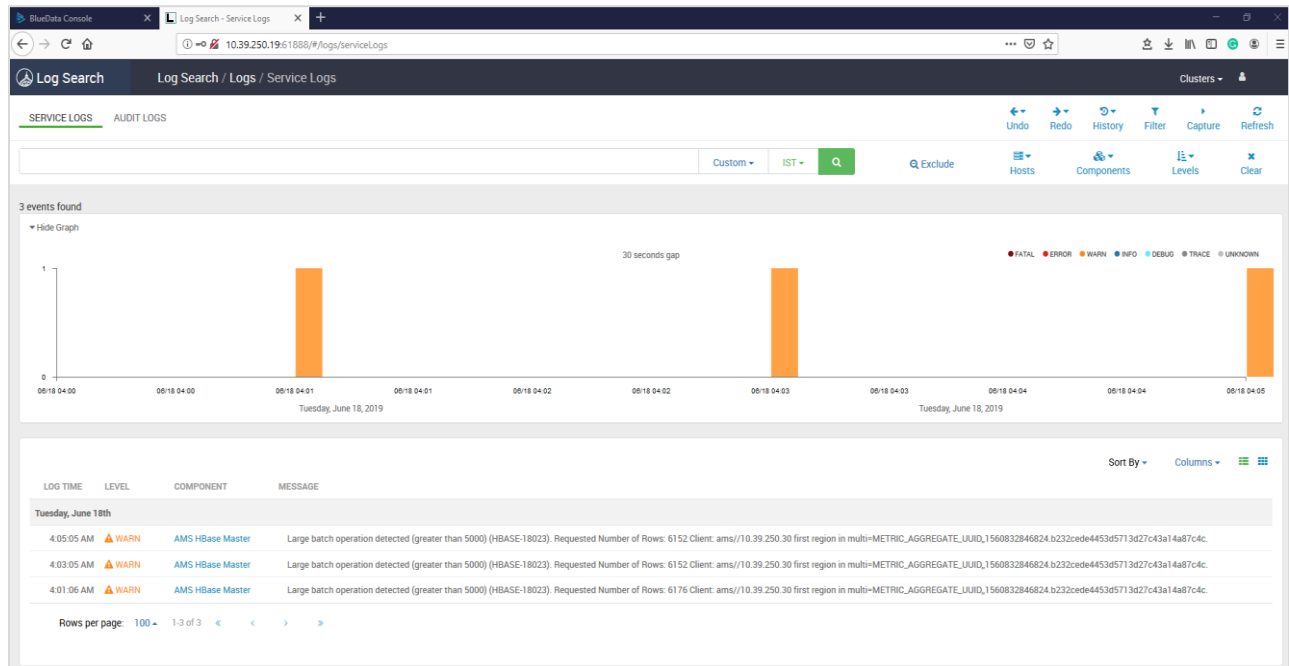 BlueData Console
Log Search - Service Logs
10.39.250.19:61888/#/logs/serviceLogs
Log Search
Log Search / Logs / Service Logs
Clusters
SERVICE LOGS AUDIT LOGS
Undo Redo History Filter Capture Refresh
Custom IST Exclude
Hosts Components Levels Clear
3 events found
Hide Graph
30 seconds gap
FATAL ERROR WARN INFO DEBUG TRACE UNKNOWN
1
0
06/18 04:00 06/18 04:00 06/18 04:01 06/18 04:01 06/18 04:02 06/18 04:02 06/18 04:03 06/18 04:03 06/18 04:04 06/18 04:04 06/18 04:05
Tuesday, June 18, 2019 Tuesday, June 18, 2019
Sort By Columns
LOG TIME LEVEL COMPONENT MESSAGE
Tuesday, June 18th
4:05:05 AM WARN AMS HBase Master Large batch operation detected (greater than 5000) (HBASE-18023). Requested Number of Rows: 6152 Client: ams//10.39.250.30 first region in multi=METRIC_AGGREGATE_UUID,1560832846824.b232cede4453d5713d27c43a14a87c4c.
4:03:05 AM WARN AMS HBase Master Large batch operation detected (greater than 5000) (HBASE-18023). Requested Number of Rows: 6152 Client: ams//10.39.250.30 first region in multi=METRIC_AGGREGATE_UUID,1560832846824.b232cede4453d5713d27c43a14a87c4c.
4:01:06 AM WARN AMS HBase Master Large batch operation detected (greater than 5000) (HBASE-18023). Requested Number of Rows: 6176 Client: ams//10.39.250.30 first region in multi=METRIC_AGGREGATE_UUID,1560832846824.b232cede4453d5713d27c43a14a87c4c.
Rows per page: 100 1-3 of 3 « ‹ › »